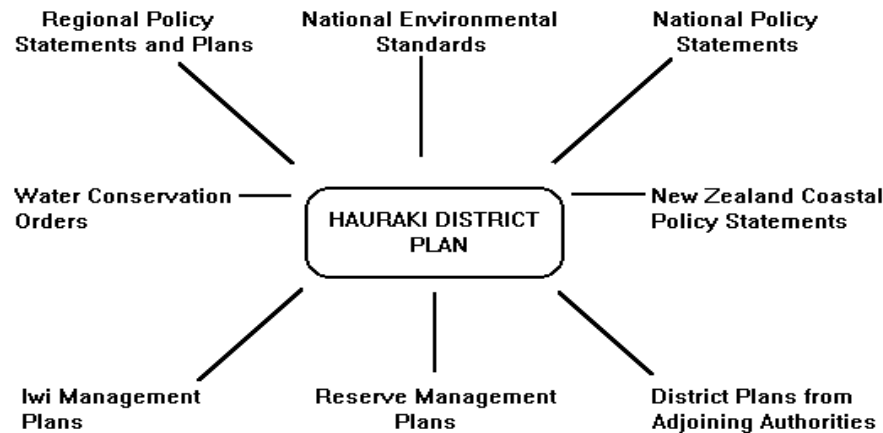 Regional Policy
Statements and Plans
National Environmental
Standards
National Policy
Statements
Water Conservation
Orders
HAURAKI DISTRICT
PLAN
New Zealand Coastal
Policy Statements
Iwi Management
Plans
Reserve Management
Plans
District Plans from
Adjoining Authorities